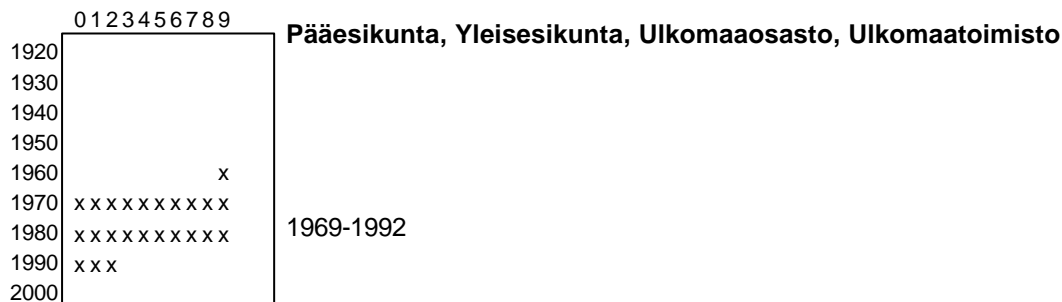 0123456789
Pääesikunta, Yleisesikunta, Ulkomaaosasto, Ulkomaatoimisto
1920
1930
1940
1950
1960 x
1970 xxxxxxxxxx
1980 xxxxxxxxxx
1969-1992
1990 xxx
2000